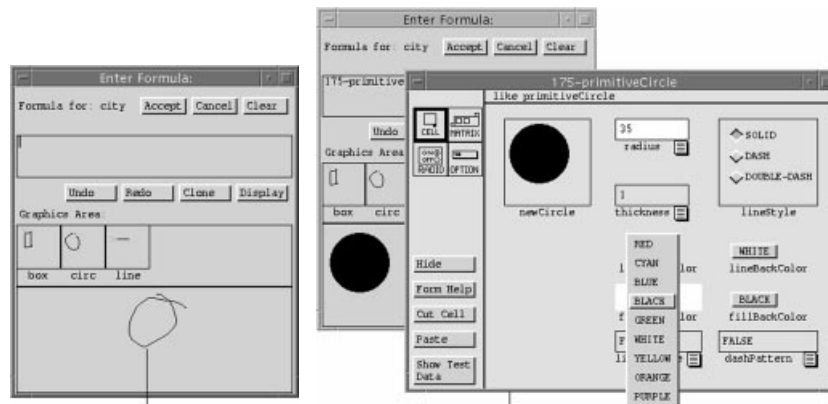 Enter Formula:
Formula for: city Accept Cancel Clear
Undo Redo Clone Display
Graphics Area:
box circ line
Enter Formula:
Formula for: city Accept Cancel Clear
175-primitive
Undo
Graphics Area
box circ
175-primitiveCircle
like primitiveCircle
CELL MATRIX
RADIO OPTION
newCircle
35
radius
1
thickness
SOLID
DASH
DOUBLE-DASH
lineStyle
Hide
Form Help
Cut Cell
Paste
Show Test
Data
RED
CYAN
BLUE
BLACK
GREEN
WHITE
YELLOW
ORANGE
PURPLE
WHITE
lor lineBackColor
BLACK
lor fillBackColor
FALSE
dashPattern